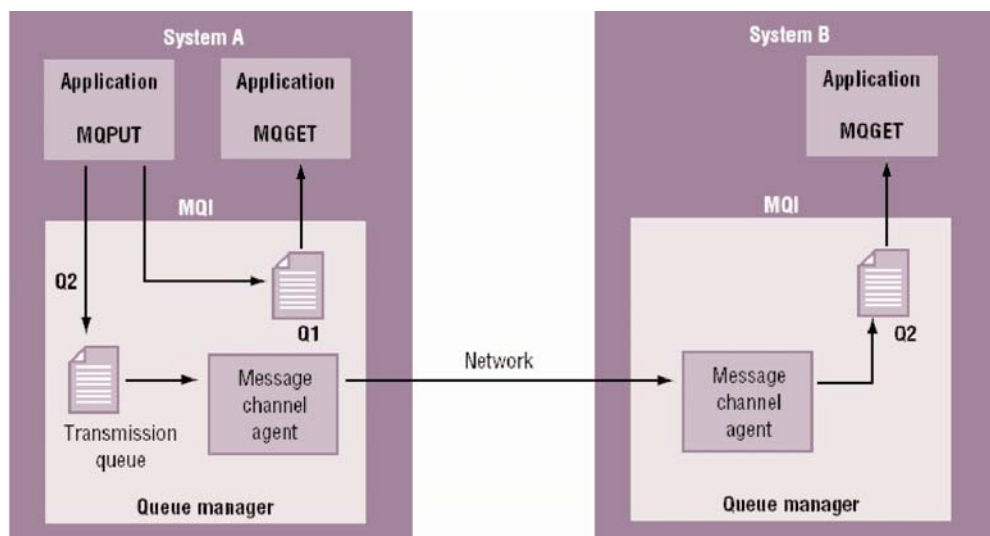 System A
Application
MQPUT
Application
MQGET
MQI
Q2
Q1
Transmission
queue
Message
channel
agent
Queue manager
Network
System B
Application
MQGET
MQI
Q2
Message
channel
agent
Queue manager